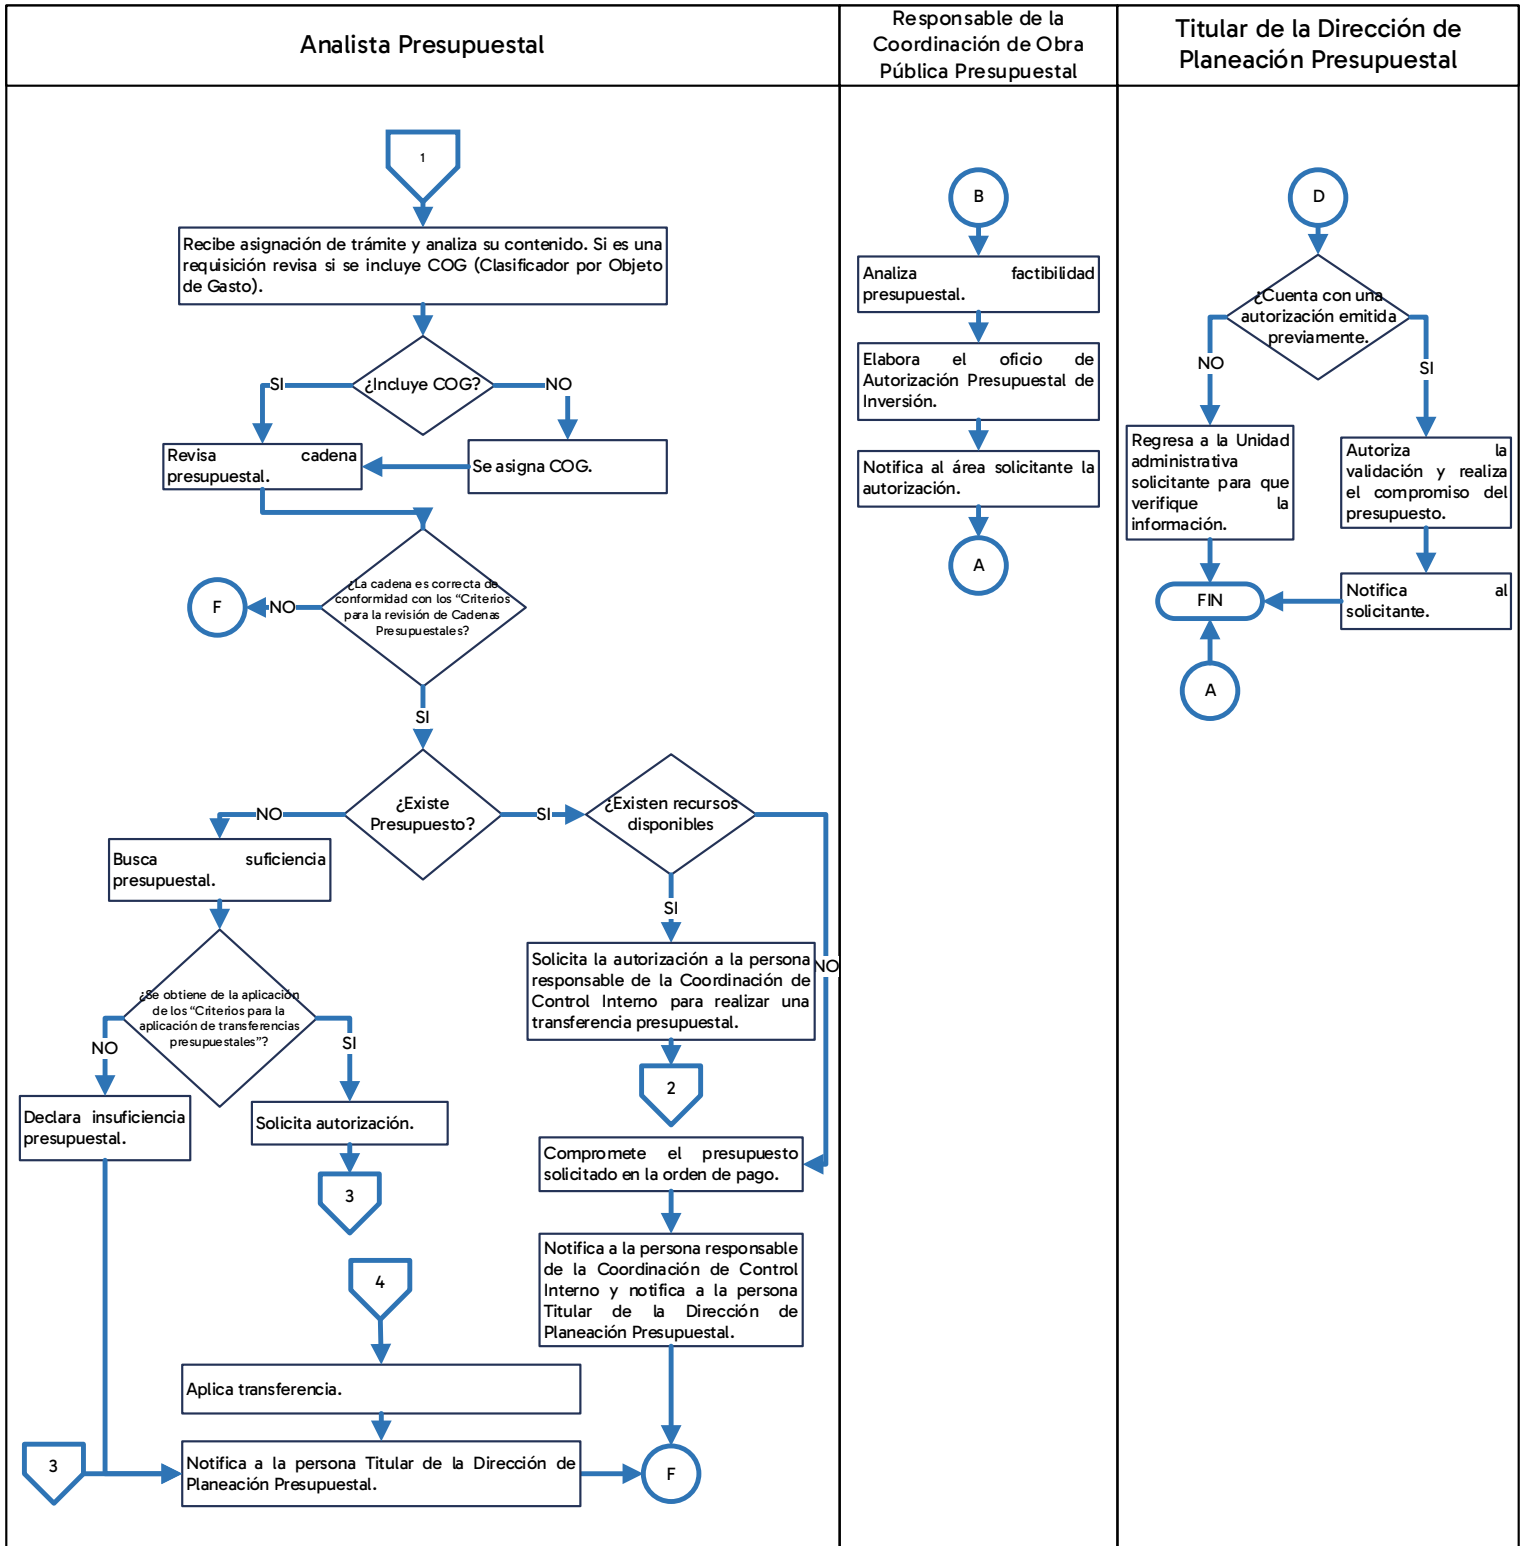 Analista Presupuestal
Responsable de la
Coordinación de Obra
Pública Presupuestal
Titular de la Dirección de
Planeación Presupuestal
1
Recibe asignación de trámite y analiza su contenido. Si es una
requisición revisa si se incluye COG (Clasificador por Objeto
de Gasto).
¿Incluye COG?
SI
NO
Revisa cadena
presupuestal.
Se asigna COG.
¿La cadena es correcta de
conformidad con los “Criterios
para la revisión de Cadenas
Presupuestales?
NO
F
SI
¿Existe
Presupuesto?
NO
SI
¿Existen recursos
disponibles
Busca suficiencia
presupuestal.
SI
NO
¿Se obtiene de la aplicación
de los “Criterios para la
aplicación de transferencias
presupuestales”?
NO
SI
Solicita la autorización a la persona
responsable de la Coordinación de
Control Interno para realizar una
transferencia presupuestal.
2
Declara insuficiencia
presupuestal.
Solicita autorización.
3
Compromete el presupuesto
solicitado en la orden de pago.
Notifica a la persona responsable
de la Coordinación de Control
Interno y notifica a la persona
Titular de la Dirección de
Planeación Presupuestal.
4
Aplica transferencia.
3
Notifica a la persona Titular de la Dirección de
Planeación Presupuestal.
F
B
Analiza factibilidad
presupuestal.
Elabora el oficio de
Autorización Presupuestal de
Inversión.
Notifica al área solicitante la
autorización.
A
D
¿Cuenta con una
autorización emitida
previamente.
NO
SI
Regresa a la Unidad
administrativa
solicitante para que
verifique la
información.
Autoriza la
validación y realiza
el compromiso del
presupuesto.
Notifica al
solicitante.
FIN
A